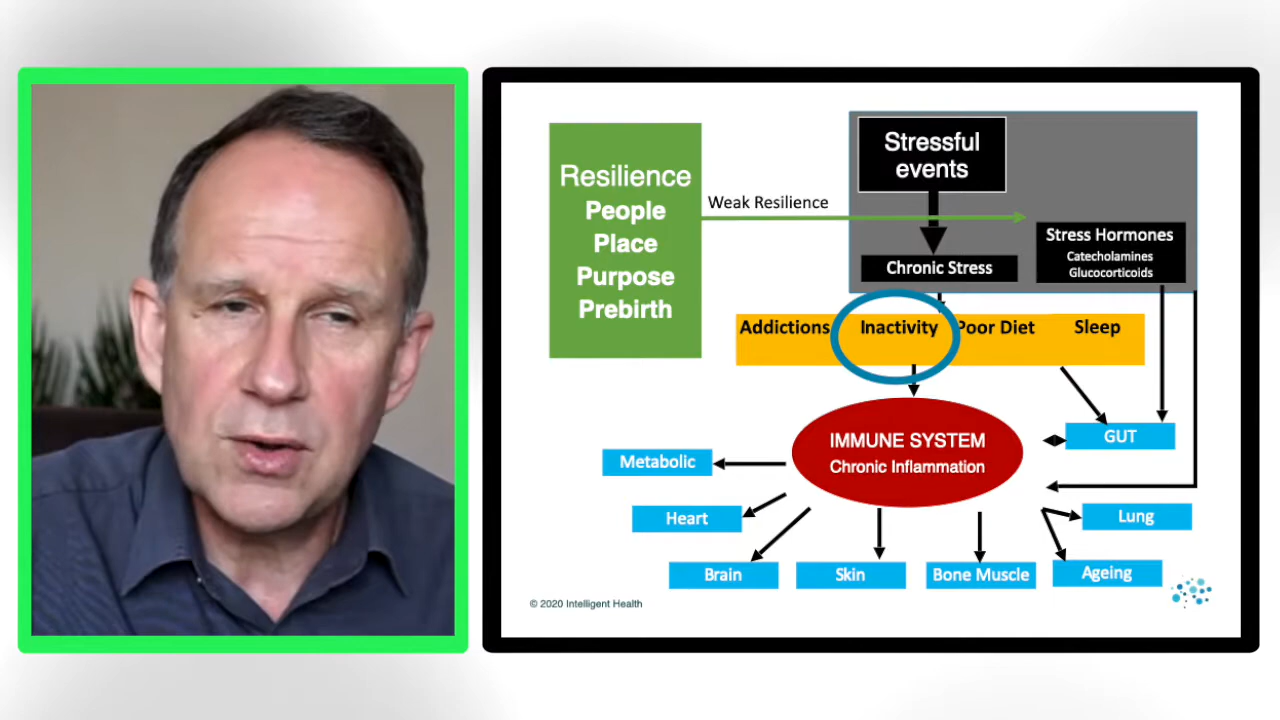 Resilience
People
Place
Purpose
Prebirth
Weak Resilience
Stressful
events
Chronic Stress
Stress Hormones
Catecholamines
Glucocorticoids
Addictions
Inactivity
Poor Diet
Sleep
IMMUNE SYSTEM
Chronic Inflammation
GUT
Metabolic
Heart
Lung
Brain
Skin
Bone Muscle
Ageing
© 2020 Intelligent Health